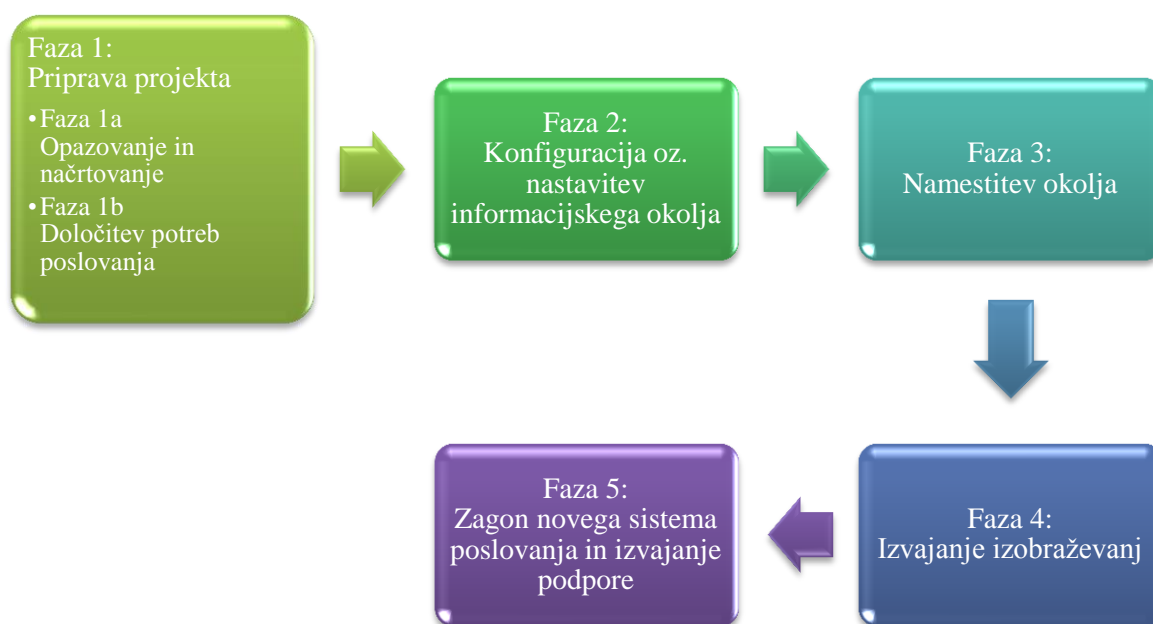 Faza 1:
Priprava projekta
•Faza 1a
Opazovanje in
načrtovanje
•Faza 1b
Določitev potreb
poslovanja
Faza 2:
Konfiguracija oz.
nastavitev
informacijskega okolja
Faza 3:
Namestitev okolja
Faza 4:
Izvajanje izobraževanj
Faza 5:
Zagon novega sistema
poslovanja in izvajanje
podpore